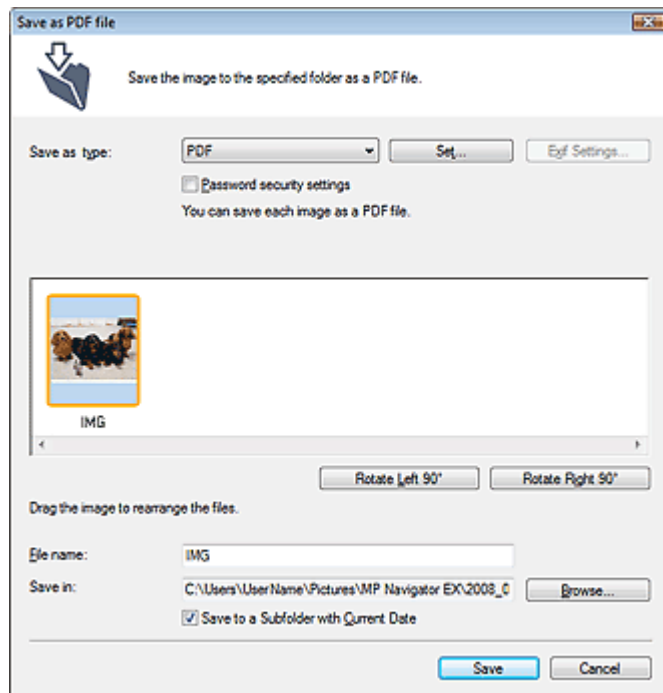 Save as PDF file
Save the image to the specified folder as a PDF file.
Save as type: PDF Set... Exif Settings...
Password security settings
You can save each image as a PDF file.
IMG
Rotate Left 90° Rotate Right 90°
Drag the image to rearrange the files.
File name: IMG
Save in: C:\Users\UserName\Pictures\MP Navigator EX\2008_0 Browse...
Save to a Subfolder with Current Date
Save Cancel